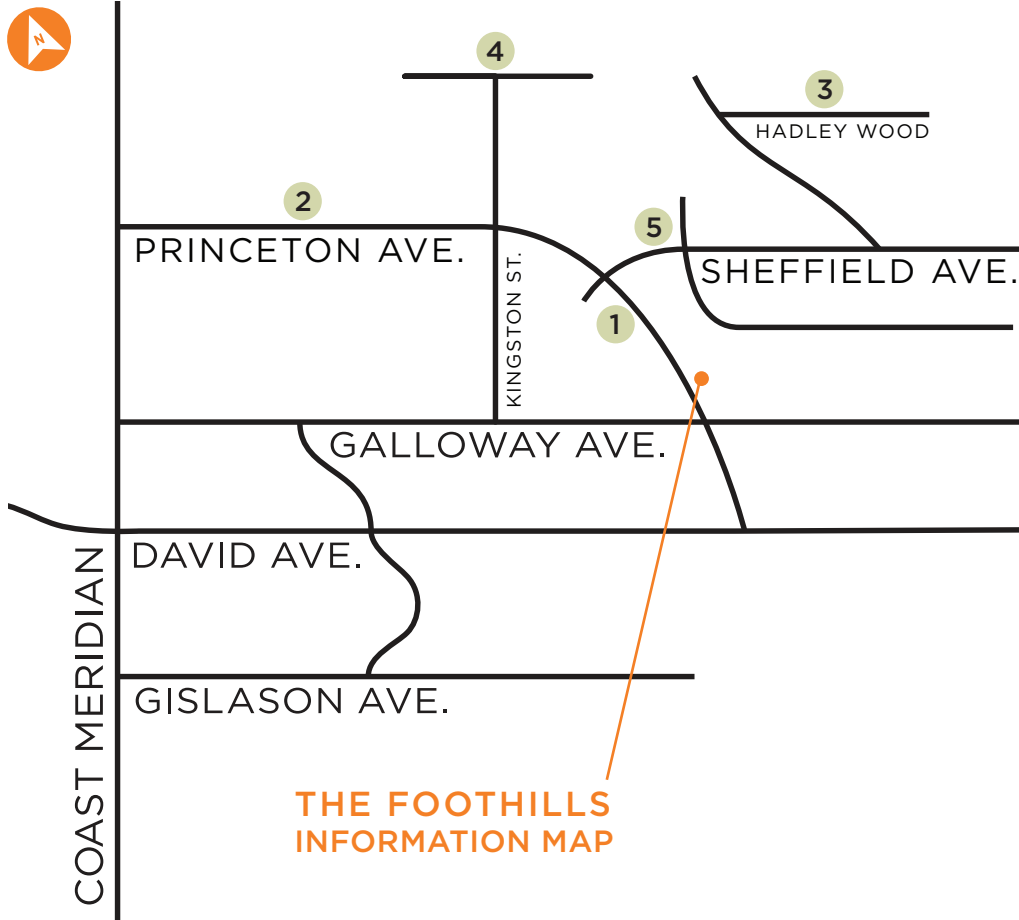 N
4
3
HADLEY WOOD
2
PRINCETON AVE.
5
SHEFFIELD AVE.
KINGSTON ST.
1
GALLOWAY AVE.
DAVID AVE.
COAST MERIDIAN
GISLASON AVE.
THE FOOTHILLS
INFORMATION MAP